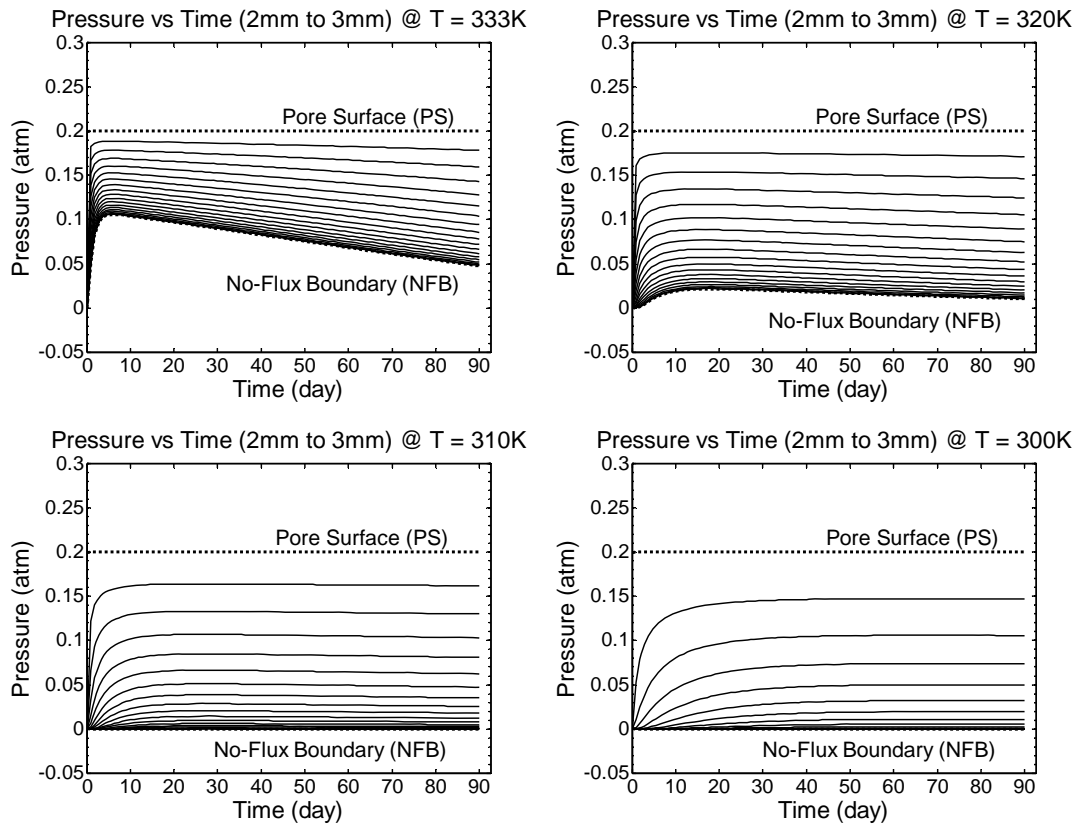 Pressure vs Time (2mm to 3mm) @ T = 333K
0.3
0.25
0.2
0.15
0.1
0.05
0
-0.05
Pressure (atm)
Pore Surface (PS)
No-Flux Boundary (NFB)
0 10 20 30 40 50 60 70 80 90
Time (day)
Pressure vs Time (2mm to 3mm) @ T = 320K
0.3
0.25
0.2
0.15
0.1
0.05
0
-0.05
Pressure (atm)
Pore Surface (PS)
No-Flux Boundary (NFB)
0 10 20 30 40 50 60 70 80 90
Time (day)
Pressure vs Time (2mm to 3mm) @ T = 310K
0.3
0.25
0.2
0.15
0.1
0.05
0
-0.05
Pressure (atm)
Pore Surface (PS)
No-Flux Boundary (NFB)
0 10 20 30 40 50 60 70 80 90
Time (day)
Pressure vs Time (2mm to 3mm) @ T = 300K
0.3
0.25
0.2
0.15
0.1
0.05
0
-0.05
Pressure (atm)
Pore Surface (PS)
No-Flux Boundary (NFB)
0 10 20 30 40 50 60 70 80 90
Time (day)